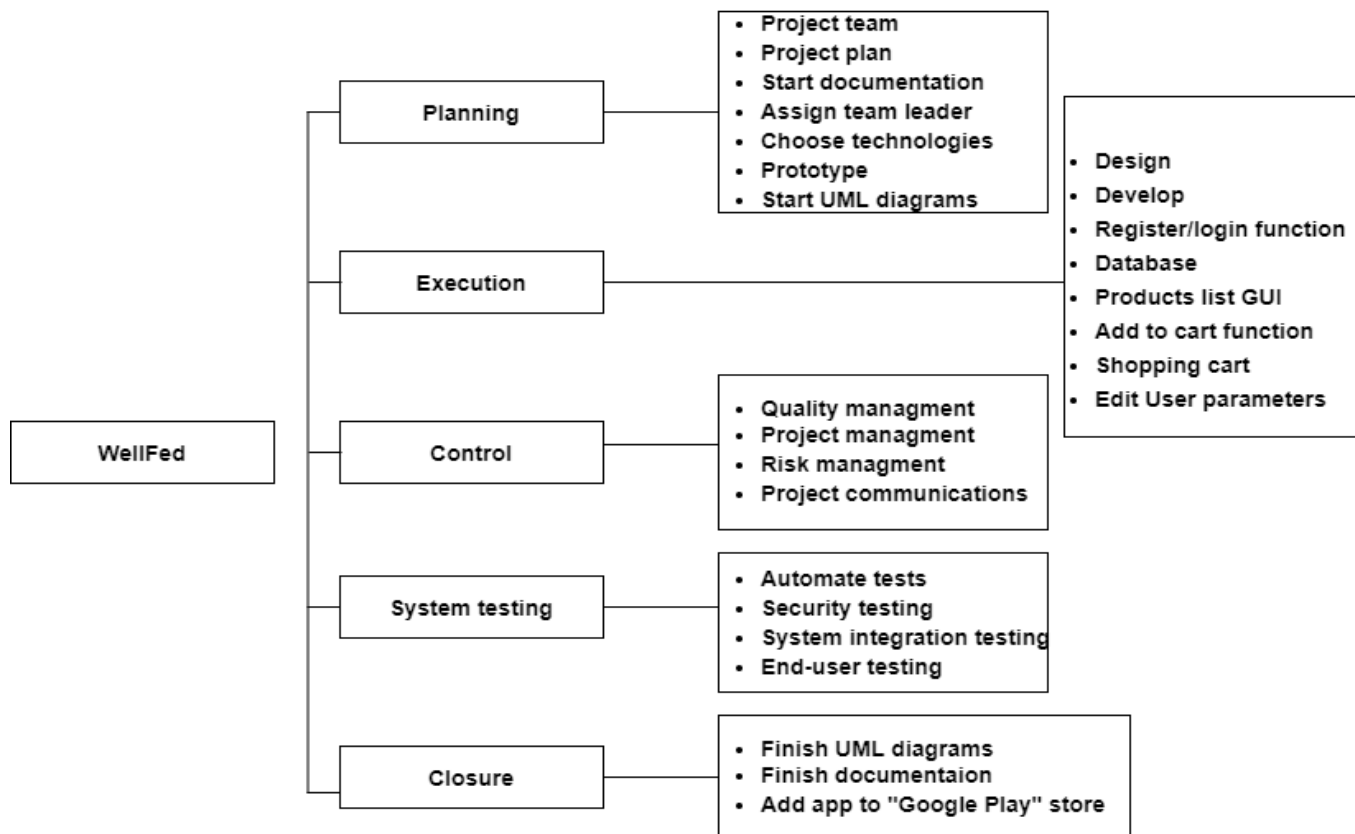 WellFed
Planning
• Project team
• Project plan
• Start documentation
• Assign team leader
• Choose technologies
• Prototype
• Start UML diagrams
Execution
• Design
• Develop
• Register/login function
• Database
• Products list GUI
• Add to cart function
• Shopping cart
• Edit User parameters
Control
• Quality managment
• Project managment
• Risk managment
• Project communications
System testing
• Automate tests
• Security testing
• System integration testing
• End-user testing
Closure
• Finish UML diagrams
• Finish documentaion
• Add app to "Google Play" store